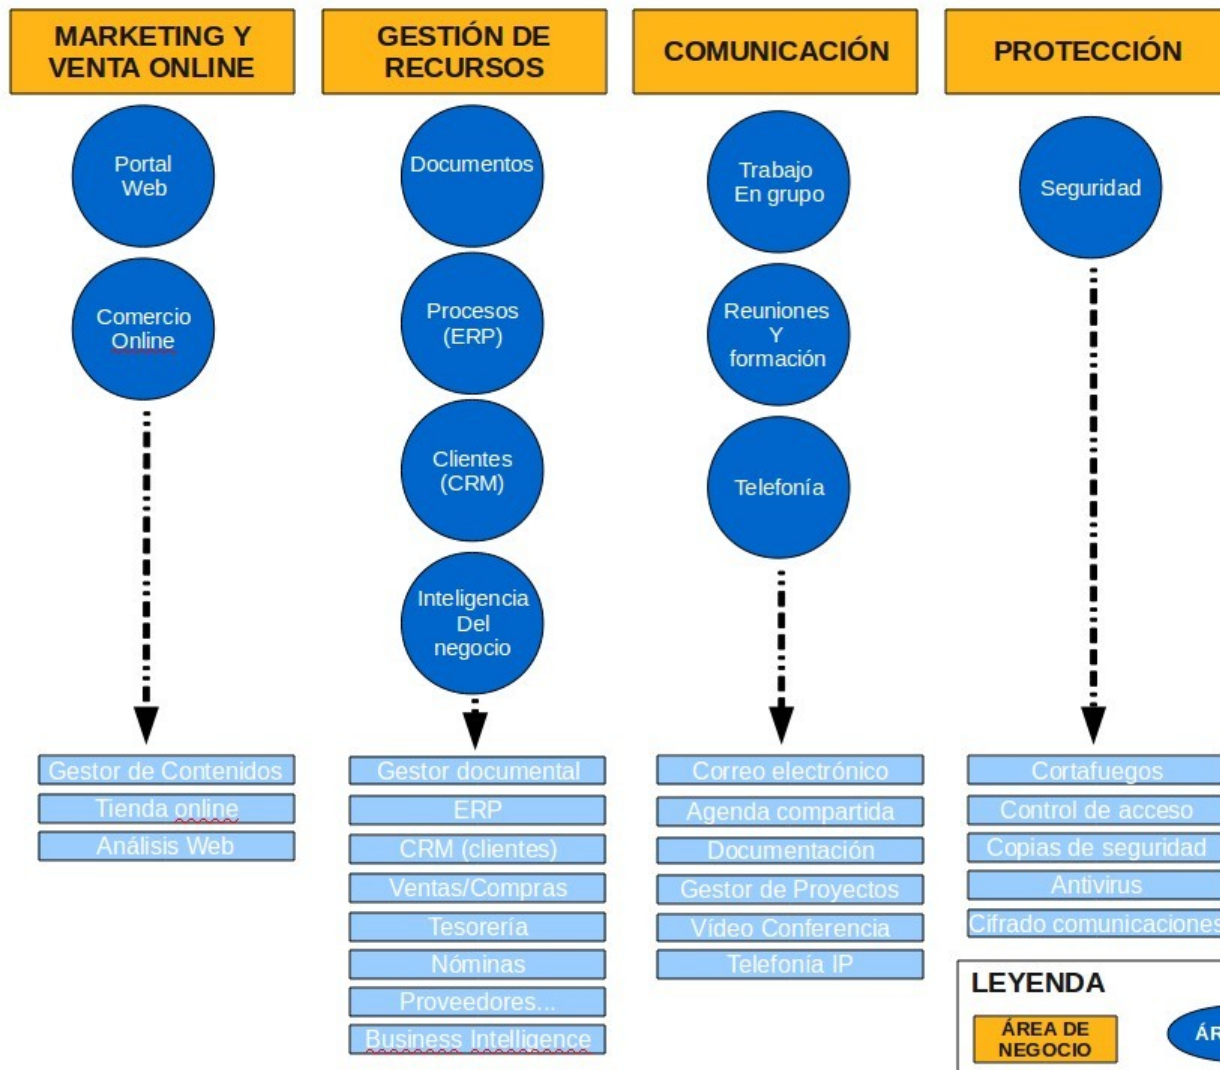 MARKETING Y
VENTA ONLINE
GESTIÓN DE
RECURSOS
COMUNICACIÓN
PROTECCIÓN
Portal
Web
Comercio
Online
Documentos
Procesos
(ERP)
Clientes
(CRM)
Inteligencia
Del
negocio
Trabajo
En grupo
Reuniones
Y
formación
Telefonía
Seguridad
Gestor de Contenidos
Tienda online
Análisis Web
Gestor documental
ERP
CRM (clientes)
Ventas/Compras
Tesorería
Nóminas
Proveedores...
Business Intelligence
Correo electrónico
Agenda compartida
Documentación
Gestor de Proyectos
Vídeo Conferencia
Telefonía IP
Cortafuegos
Control de acceso
Copias de seguridad
Antivirus
Cifrado comunicaciones
LEYENDA
ÁREA DE
NEGOCIO